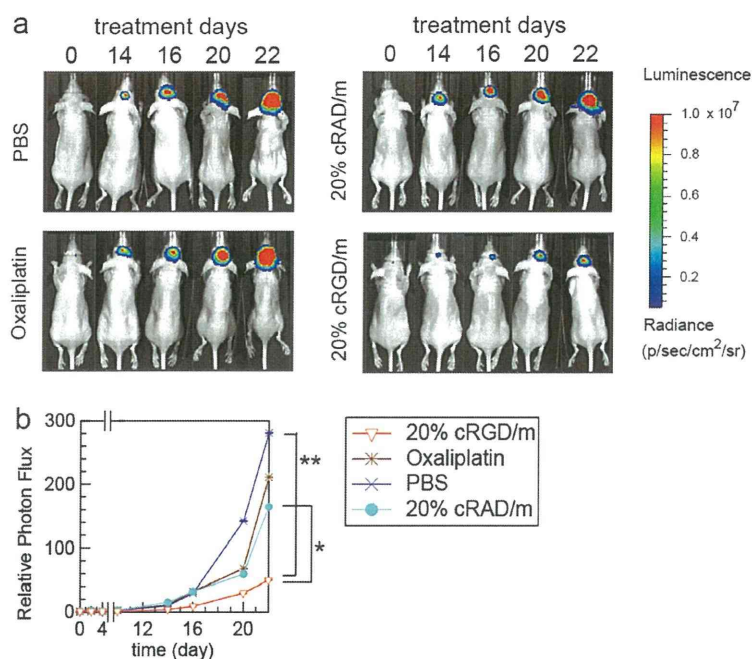 a
treatment days
0 14 16 20 22
PBS
Oxaliplatin
treatment days
0 14 16 20 22
20% cRAD/m
20% cRGD/m
Luminescence
1.0 x 10⁷
0.8
0.6
0.4
0.2
Radiance
(p/sec/cm²/sr)
b
Relative Photon Flux
300
200
100
0
0 4 12 16 20
time (day)
**
*
20% cRGD/m
Oxaliplatin
PBS
20% cRAD/m